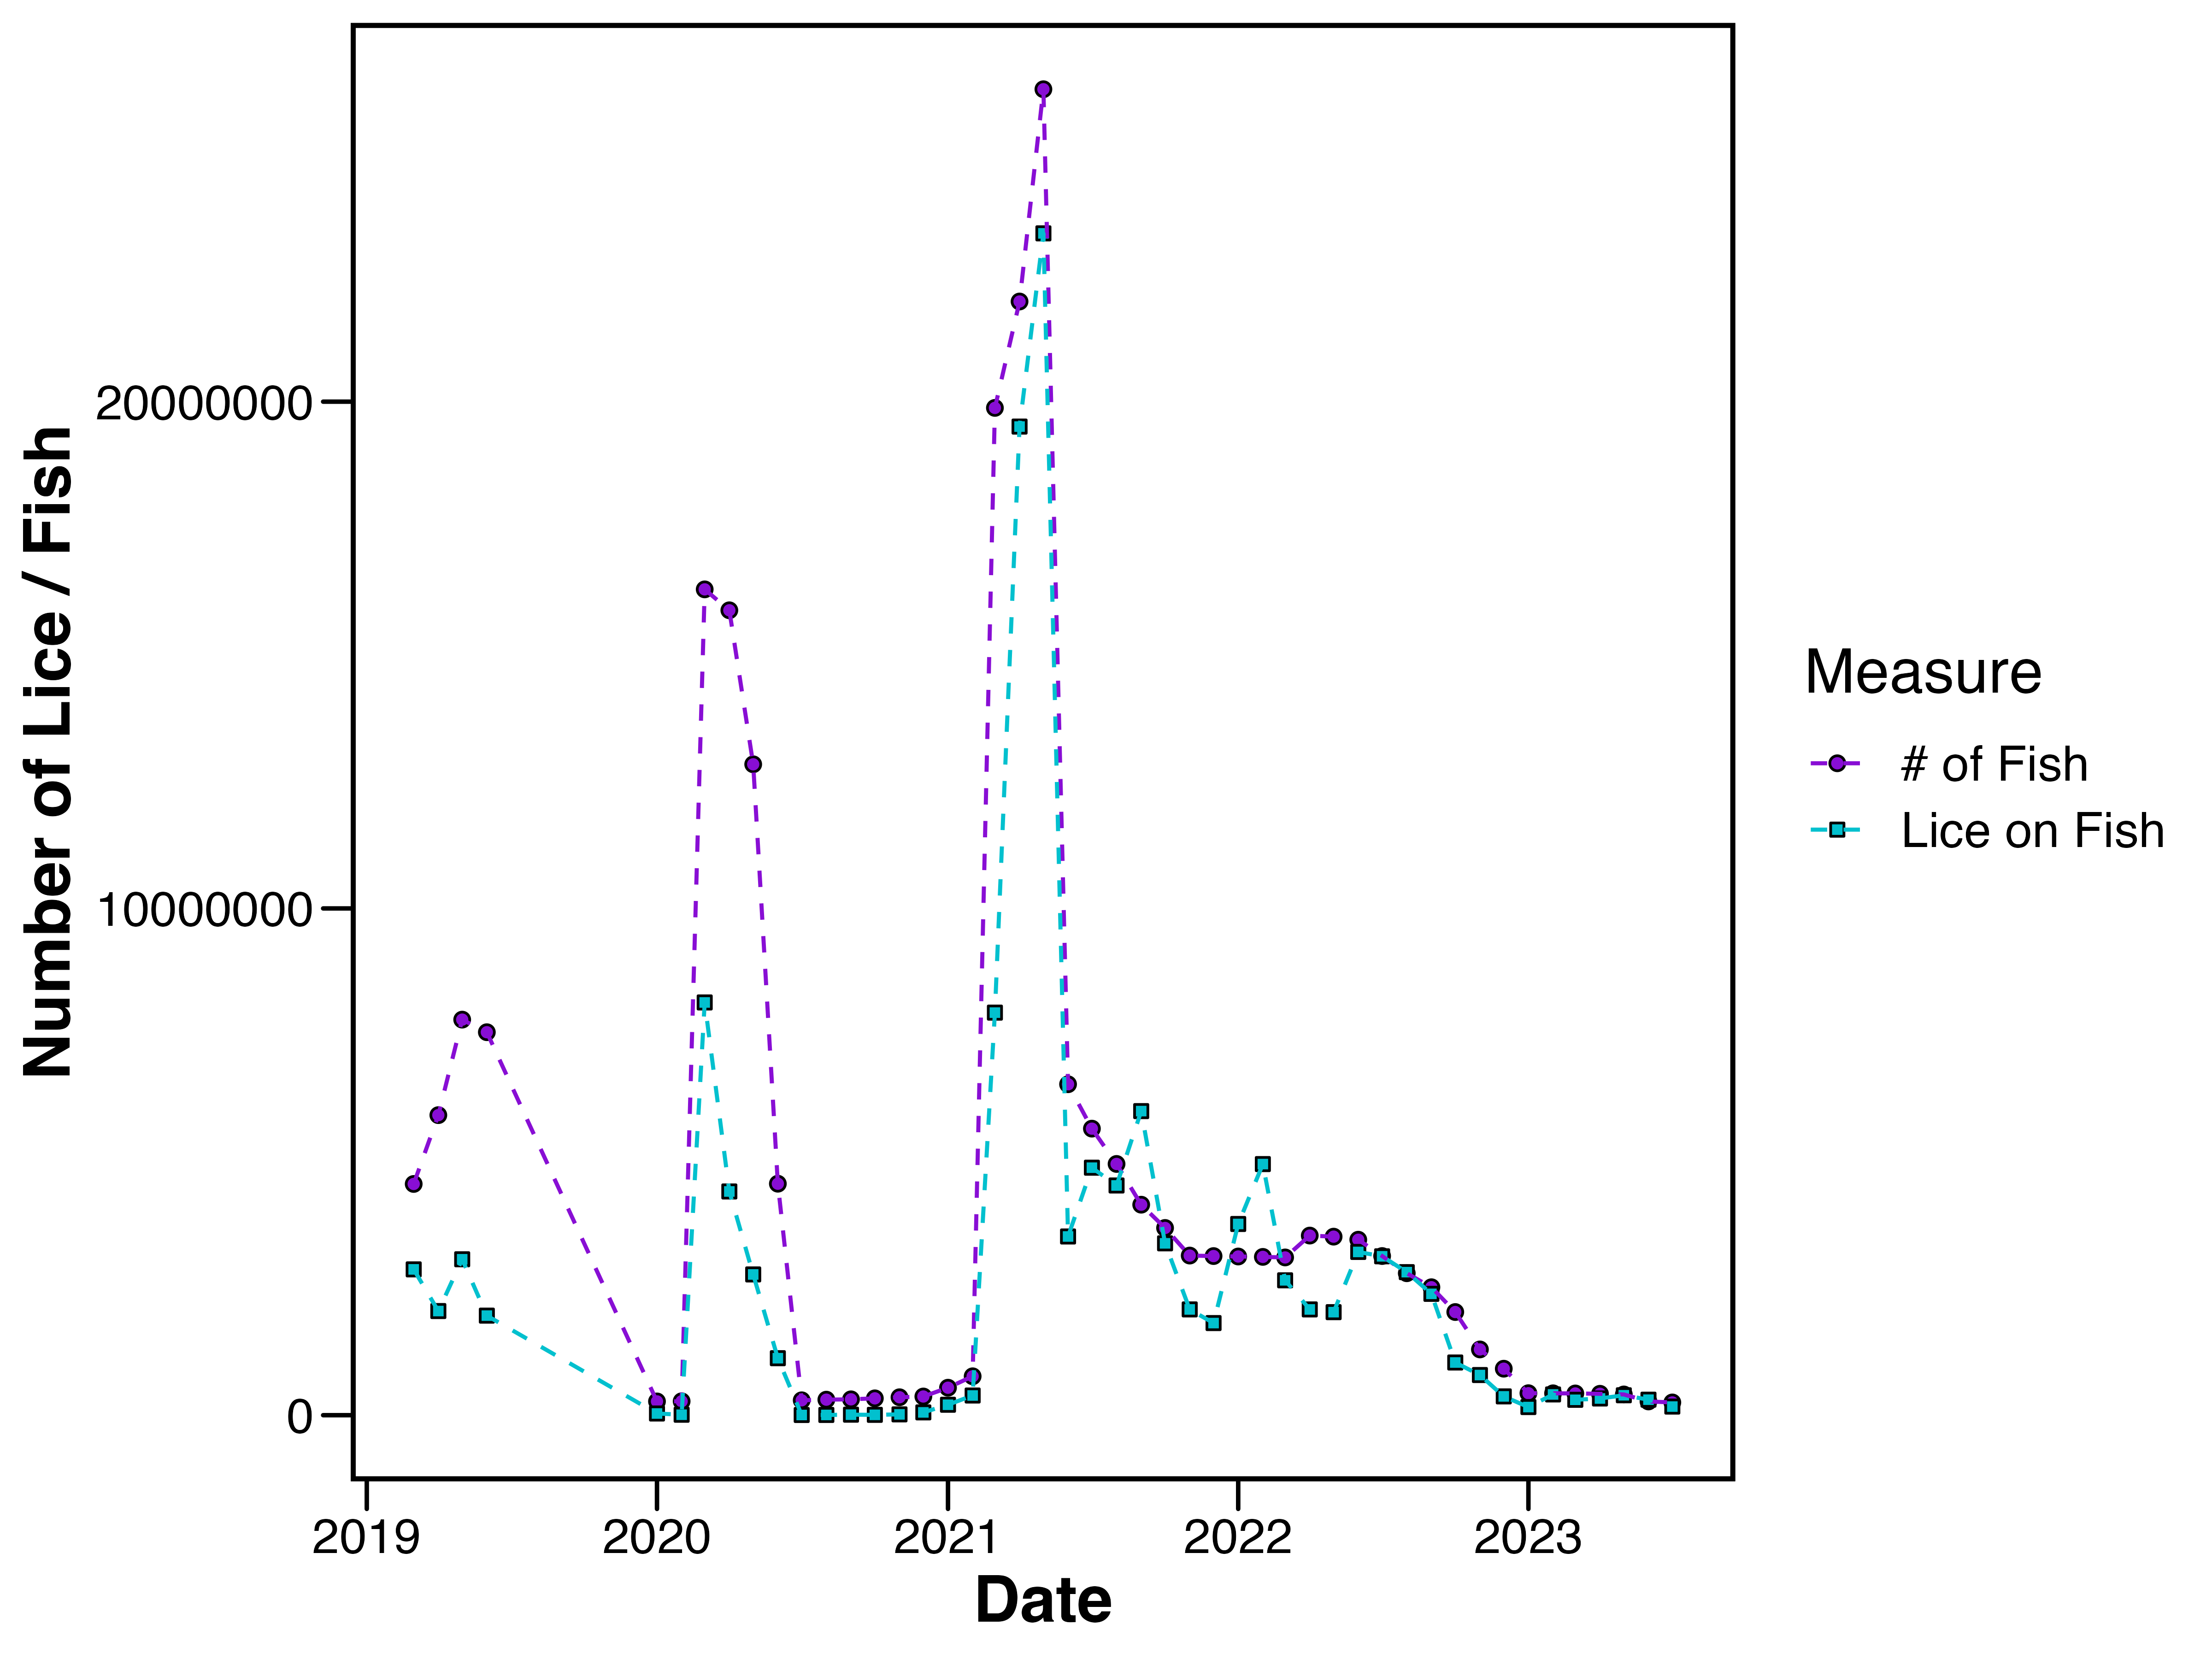 Number of Lice / Fish
20000000
10000000
0
2019 2020 2021 2022 2023
Date
Measure
# of Fish
Lice on Fish